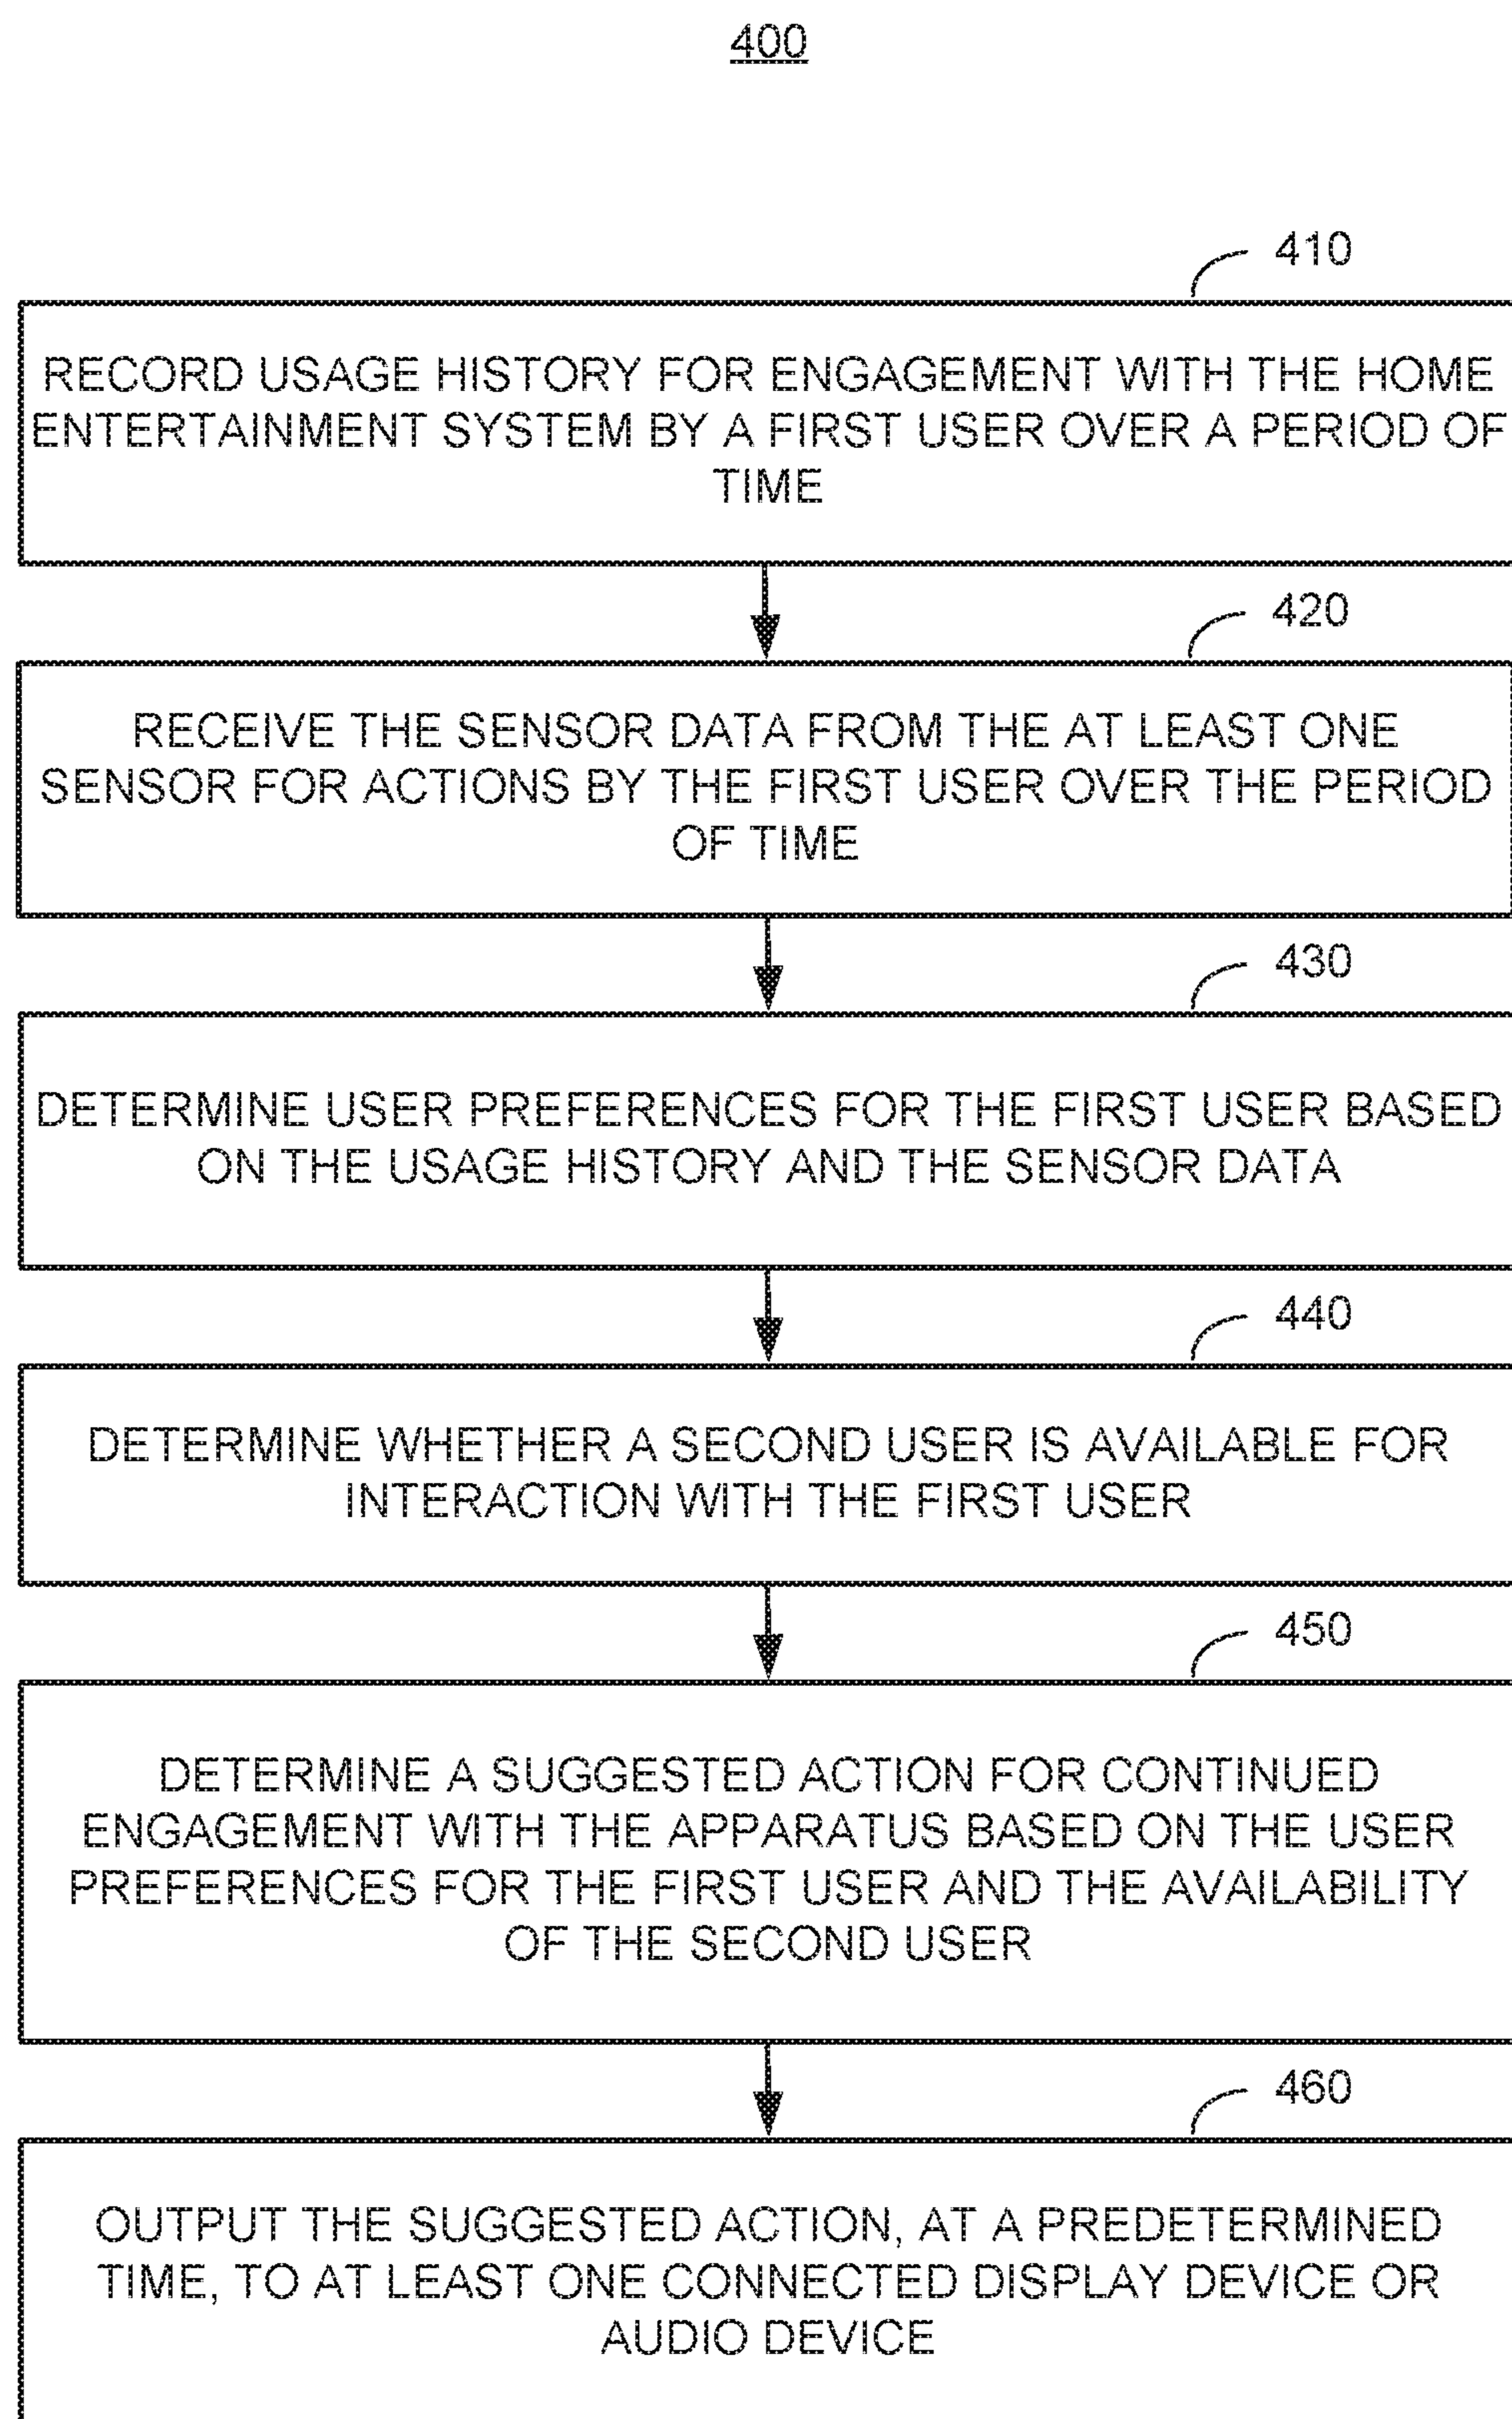 400
410
RECORD USAGE HISTORY FOR ENGAGEMENT WITH THE HOME
ENTERTAINMENT SYSTEM BY A FIRST USER OVER A PERIOD OF
TIME
420
RECEIVE THE SENSOR DATA FROM THE AT LEAST ONE
SENSOR FOR ACTIONS BY THE FIRST USER OVER THE PERIOD
OF TIME
430
DETERMINE USER PREFERENCES FOR THE FIRST USER BASED
ON THE USAGE HISTORY AND THE SENSOR DATA
440
DETERMINE WHETHER A SECOND USER IS AVAILABLE FOR
INTERACTION WITH THE FIRST USER
450
DETERMINE A SUGGESTED ACTION FOR CONTINUED
ENGAGEMENT WITH THE APPARATUS BASED ON THE USER
PREFERENCES FOR THE FIRST USER AND THE AVAILABILITY
OF THE SECOND USER
460
OUTPUT THE SUGGESTED ACTION, AT A PREDETERMINED
TIME, TO AT LEAST ONE CONNECTED DISPLAY DEVICE OR
AUDIO DEVICE